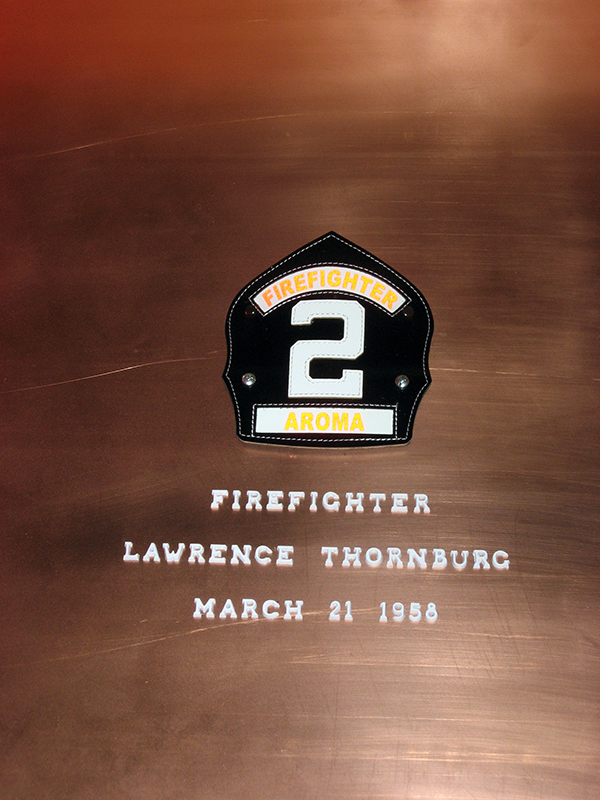 FIREFIGHTER
2
AROMA
FIREFIGHTER
LAWRENCE THORNBURG
MARCH 21 1958